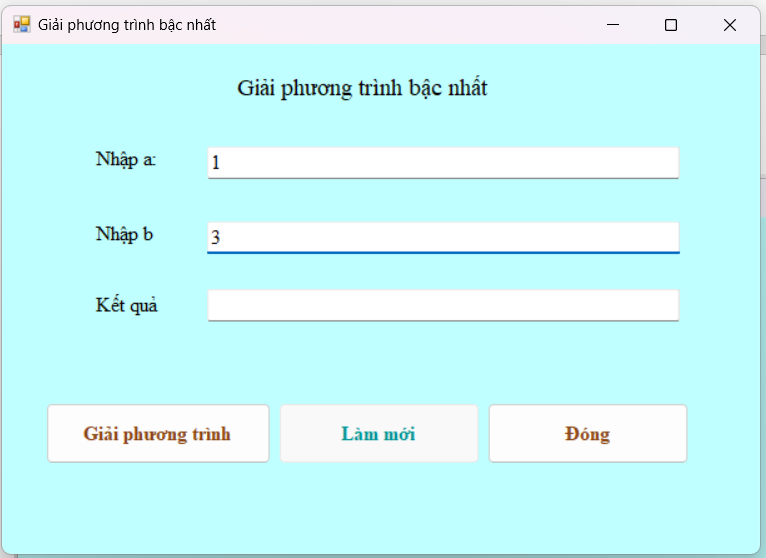 Giải phương trình bậc nhất
Giải phương trình bậc nhất
Nhập a: 1
Nhập b 3
Kết quả
Giải phương trình Làm mới Đóng